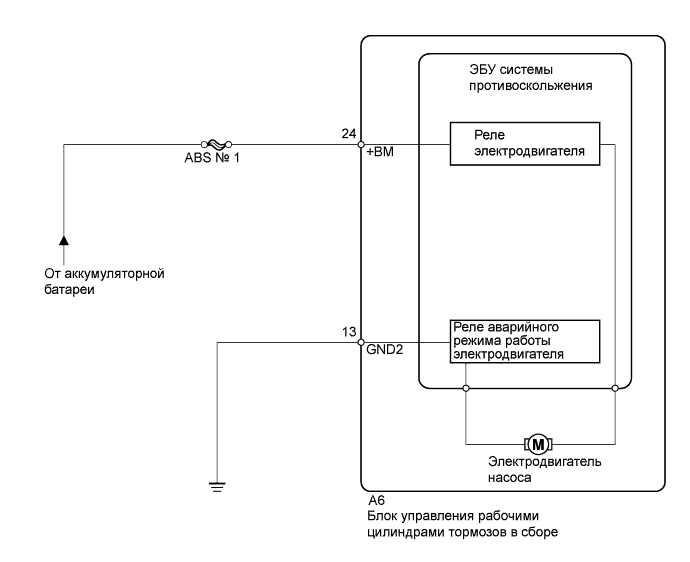 ЭБУ системы
противоскольжения
24
+BM
Реле
электродвигателя
ABS № 1
От аккумуляторной
батареи
13
GND2
Реле аварийного
режима работы
электродвигателя
M
Электродвигатель
насоса
A6
Блок управления рабочими
цилиндрами тормозов в сборе